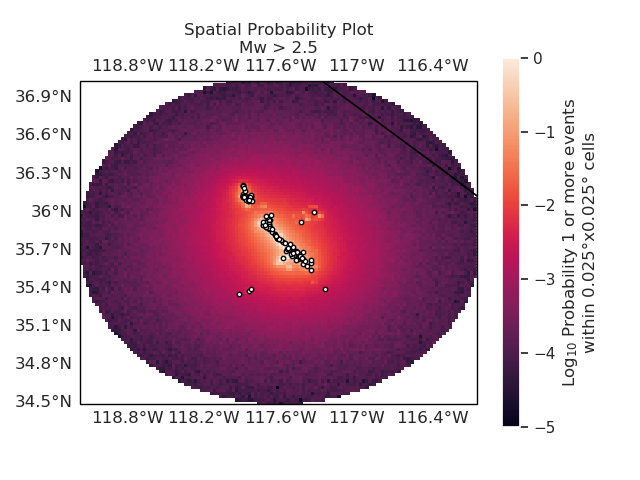 Spatial Probability Plot
Mw > 2.5
118.8°W 118.2°W 117.6°W 117°W 116.4°W
36.9°N
36.6°N
36.3°N
36°N
35.7°N
35.4°N
35.1°N
34.8°N
34.5°N
118.8°W 118.2°W 117.6°W 117°W 116.4°W
0
−1
−2
−3
−4
−5
Log₁₀ Probability 1 or more events
within 0.025°x0.025° cells